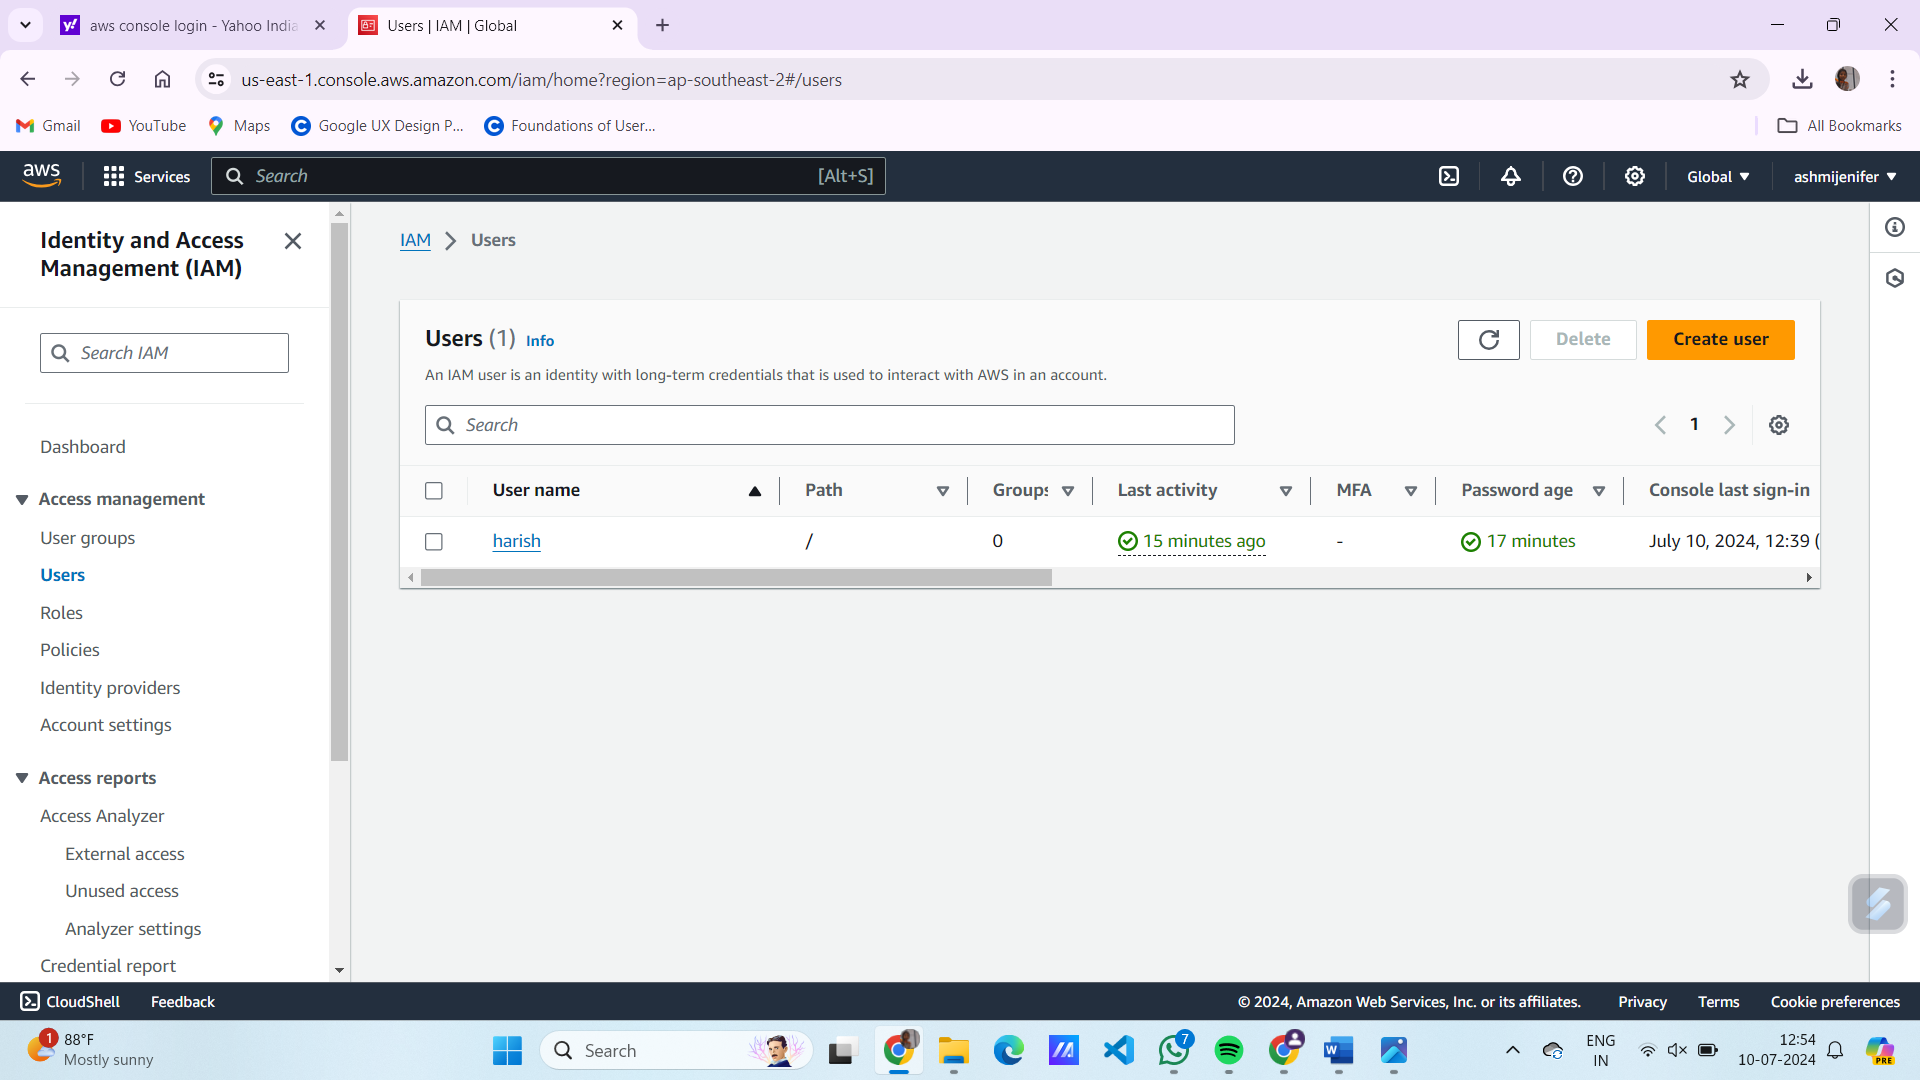 aws console login - Yahoo India
Users | IAM | Global
us-east-1.console.aws.amazon.com/iam/home?region=ap-southeast-2#/users
Gmail
YouTube
Maps
Google UX Design P...
Foundations of User...
All Bookmarks
aws
Services
Search
[Alt+S]
Global
ashmijenifer
Identity and Access
Management (IAM)
Search IAM
Dashboard
Access management
User groups
Users
Roles
Policies
Identity providers
Account settings
Access reports
Access Analyzer
External access
Unused access
Analyzer settings
Credential report
IAM > Users
Users (1) Info
Delete
Create user
An IAM user is an identity with long-term credentials that is used to interact with AWS in an account.
Search
1
User name
Path
Groups
Last activity
MFA
Password age
Console last sign-in
harish
/
0
15 minutes ago
-
17 minutes
July 10, 2024, 12:39 (
CloudShell
Feedback
© 2024, Amazon Web Services, Inc. or its affiliates.
Privacy
Terms
Cookie preferences
1
88°F
Mostly sunny
Search
7
ENG
IN
12:54
10-07-2024
PRE